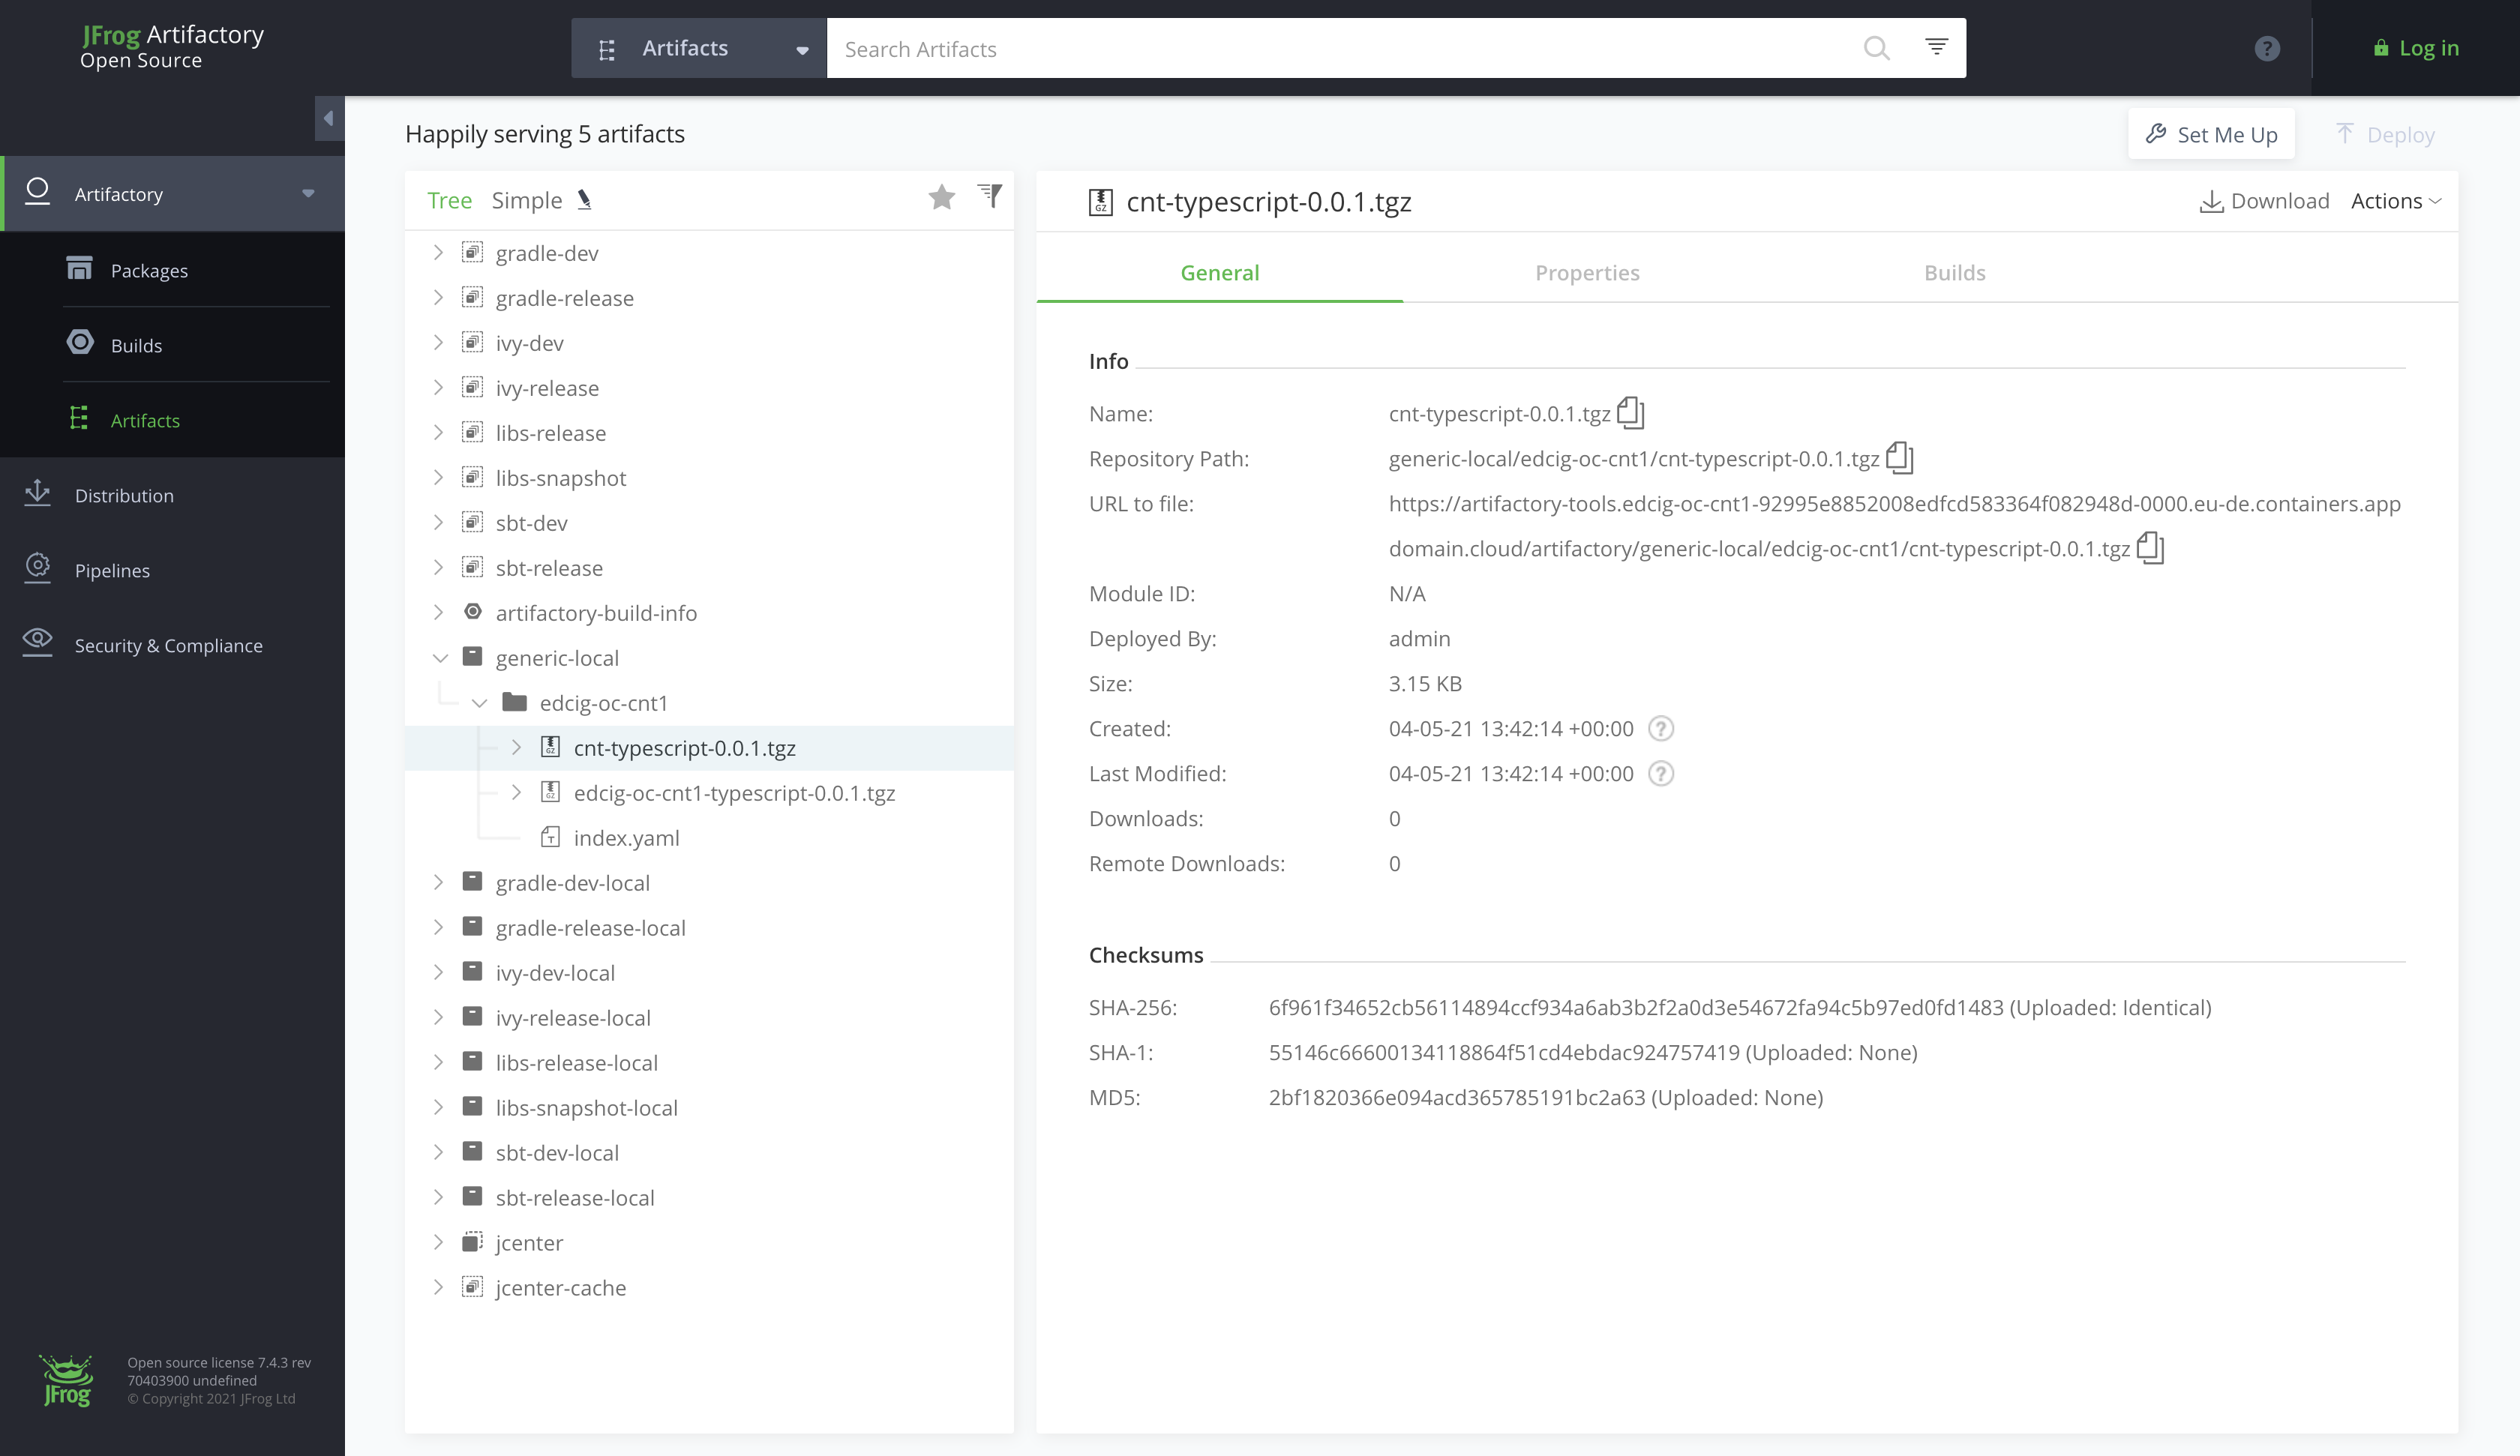 JFrog Artifactory
Open Source
Artifacts
Search Artifacts
Log in
Artifactory
Packages
Builds
Artifacts
Distribution
Pipelines
Security & Compliance
JFrog
Open source license 7.4.3 rev
70403900 undefined
© Copyright 2021 JFrog Ltd
Happily serving 5 artifacts
Set Me Up
Deploy
Tree Simple
gradle-dev
gradle-release
ivy-dev
ivy-release
libs-release
libs-snapshot
sbt-dev
sbt-release
artifactory-build-info
generic-local
edcig-oc-cnt1
cnt-typescript-0.0.1.tgz
edcig-oc-cnt1-typescript-0.0.1.tgz
index.yaml
gradle-dev-local
gradle-release-local
ivy-dev-local
ivy-release-local
libs-release-local
libs-snapshot-local
sbt-dev-local
sbt-release-local
jcenter
jcenter-cache
cnt-typescript-0.0.1.tgz
Download Actions
General Properties Builds
Info
Name: cnt-typescript-0.0.1.tgz
Repository Path: generic-local/edcig-oc-cnt1/cnt-typescript-0.0.1.tgz
URL to file: https://artifactory-tools.edcig-oc-cnt1-92995e8852008edfcd583364f082948d-0000.eu-de.containers.app
domain.cloud/artifactory/generic-local/edcig-oc-cnt1/cnt-typescript-0.0.1.tgz
Module ID: N/A
Deployed By: admin
Size: 3.15 KB
Created: 04-05-21 13:42:14 +00:00
Last Modified: 04-05-21 13:42:14 +00:00
Downloads: 0
Remote Downloads: 0
Checksums
SHA-256: 6f961f34652cb56114894ccf934a6ab3b2f2a0d3e54672fa94c5b97ed0fd1483 (Uploaded: Identical)
SHA-1: 55146c66600134118864f51cd4ebdac924757419 (Uploaded: None)
MD5: 2bf1820366e094acd365785191bc2a63 (Uploaded: None)